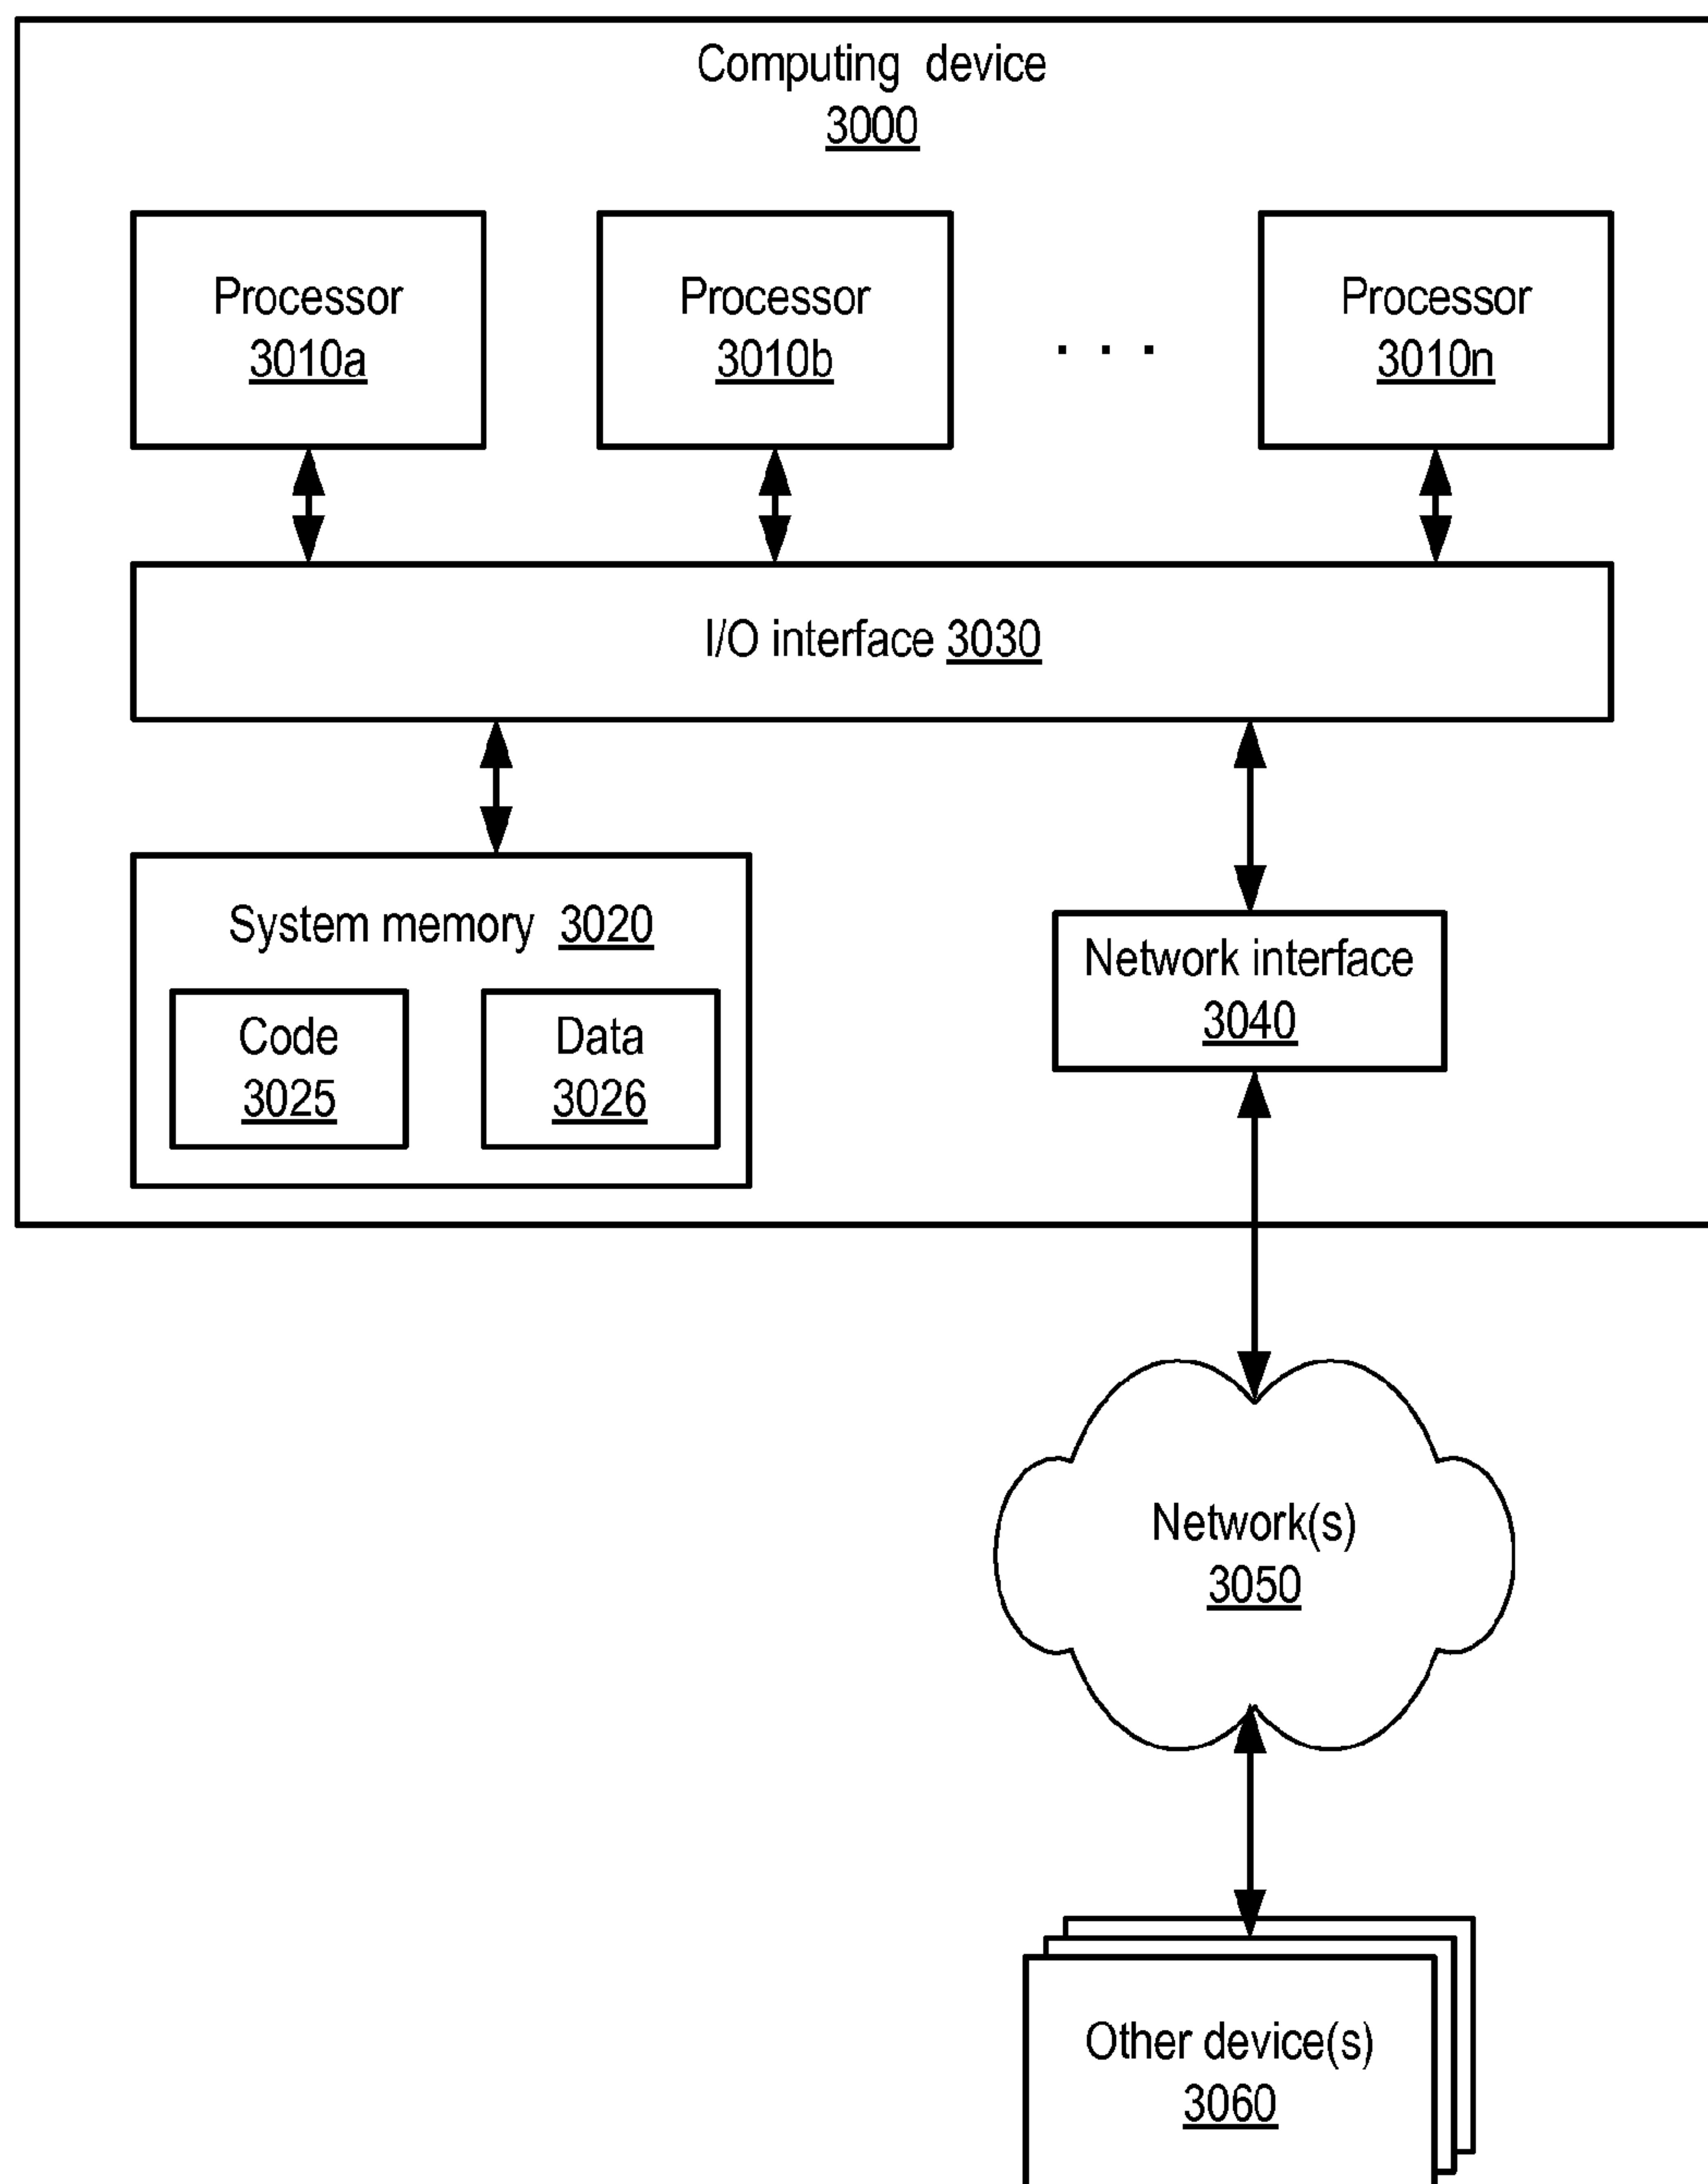 Computing device
3000
Processor
3010a
Processor
3010b
. . .
Processor
3010n
I/O interface 3030
System memory 3020
Code
3025
Data
3026
Network interface
3040
Network(s)
3050
Other device(s)
3060